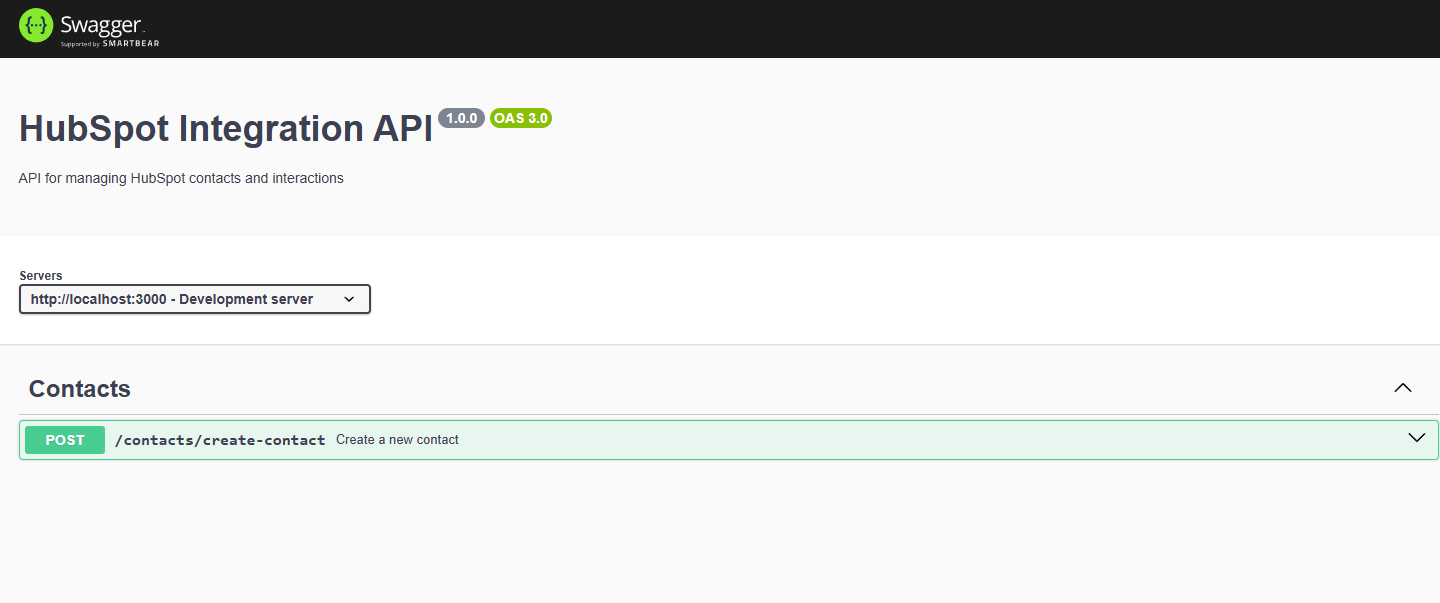 Swagger.
Supported by SMARTBEAR
HubSpot Integration API 1.0.0 OAS 3.0
API for managing HubSpot contacts and interactions
Servers
http://localhost:3000 - Development server
Contacts
POST /contacts/create-contact Create a new contact